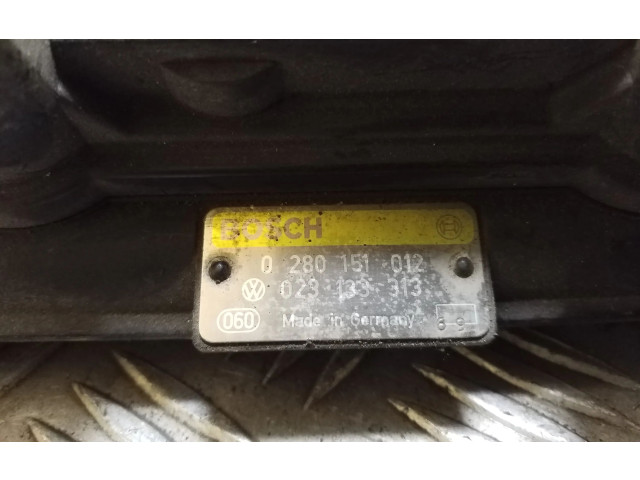 BOSCH
0 280 151 012
023 133 313
060 Made in Germany